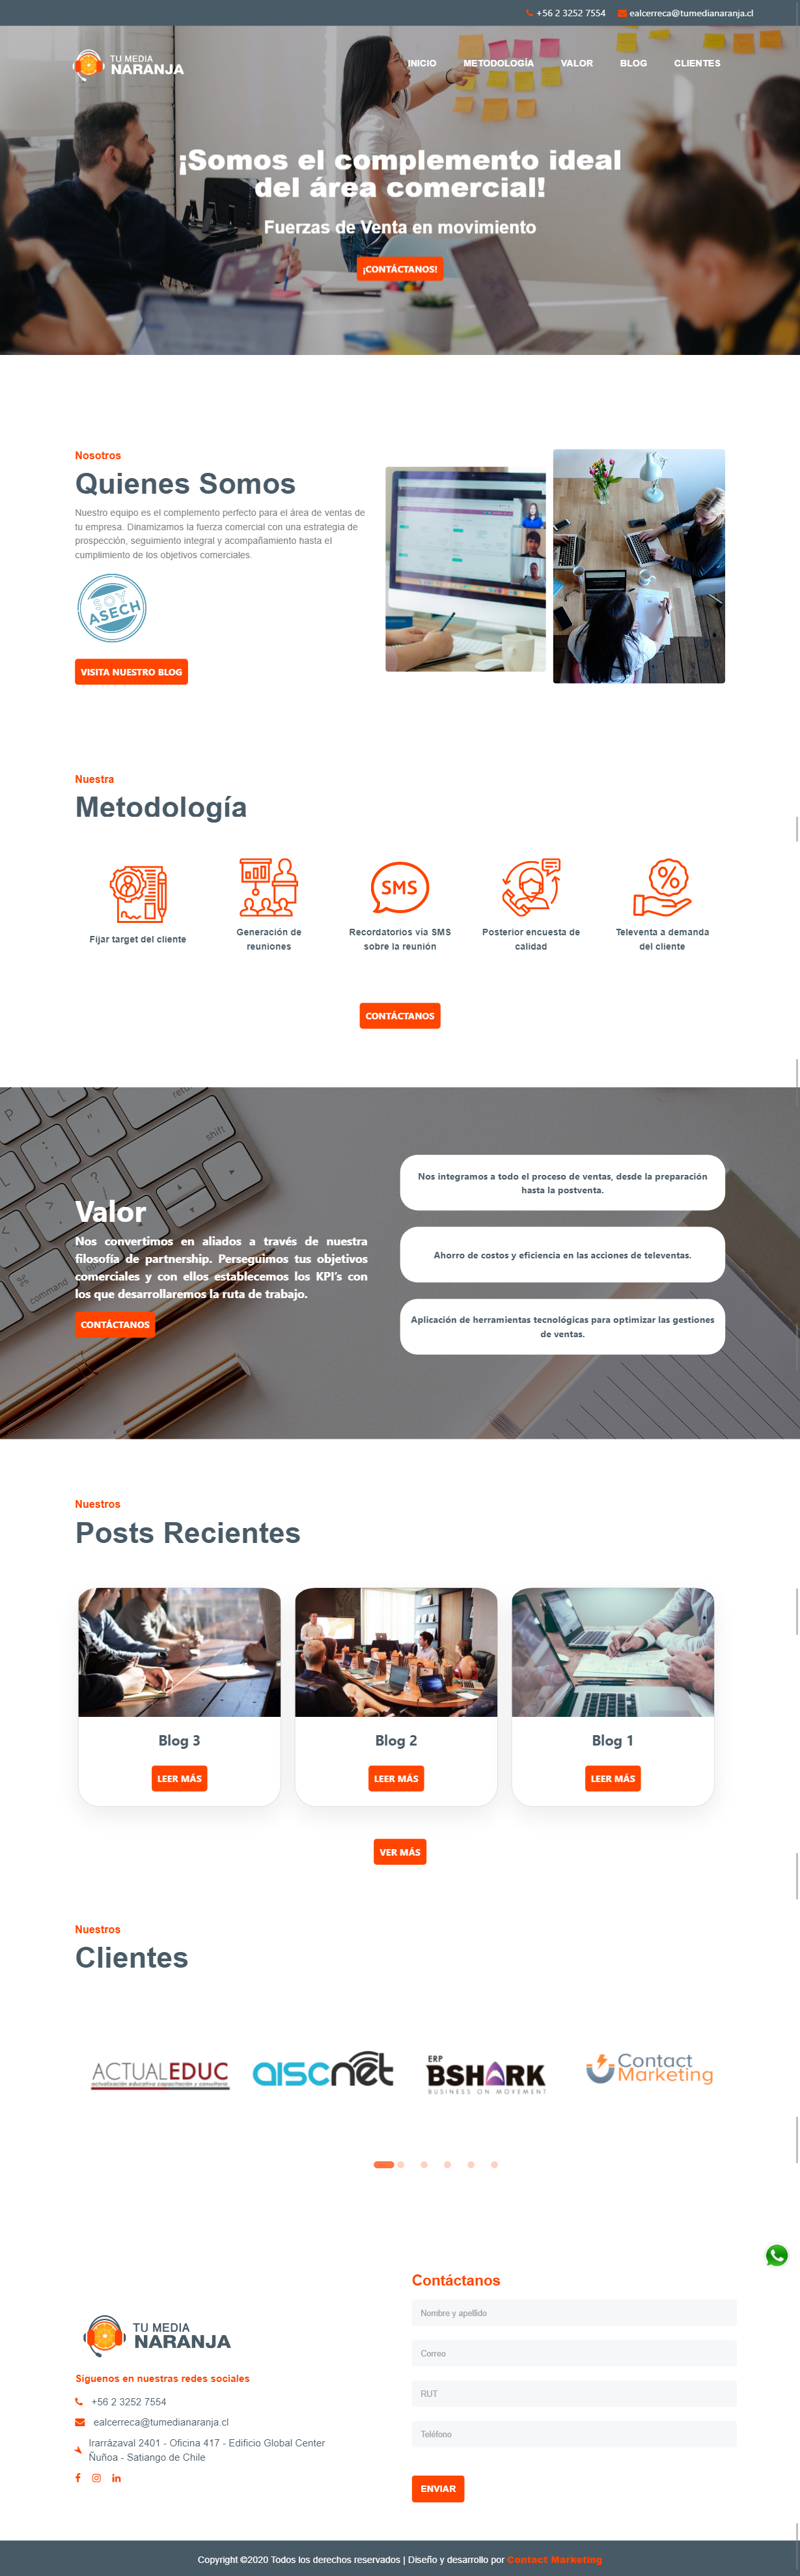 +56 2 3252 7554 ealcerreca@tumedianaranja.cl
TU MEDIA
NARANJA
INICIO METODOLOGÍA VALOR BLOG CLIENTES
¡Somos el complemento ideal
del área comercial!
Fuerzas de Venta en movimiento
¡CONTÁCTANOS!
Nosotros
Quienes Somos
Nuestro equipo es el complemento perfecto para el área de ventas de
tu empresa. Dinamizamos la fuerza comercial con una estrategia de
prospección, seguimiento integral y acompañamiento hasta el
cumplimiento de los objetivos comerciales.
SOY
ASECH
VISITA NUESTRO BLOG
Nuestra
Metodología
SMS
Fijar target del cliente
Generación de
reuniones
Recordatorios vía SMS
sobre la reunión
Posterior encuesta de
calidad
%
Televenta a demanda
del cliente
CONTÁCTANOS
shift
command
option
Valor
Nos convertimos en aliados a través de nuestra
filosofía de partnership. Perseguimos tus objetivos
comerciales y con ellos establecemos los KPI's con
los que desarrollaremos la ruta de trabajo.
CONTÁCTANOS
Nos integramos a todo el proceso de ventas, desde la preparación
hasta la postventa.
Ahorro de costos y eficiencia en las acciones de televentas.
Aplicación de herramientas tecnológicas para optimizar las gestiones
de ventas.
Nuestros
Posts Recientes
Blog 3
LEER MÁS
Blog 2
LEER MÁS
Blog 1
LEER MÁS
VER MÁS
Nuestros
Clientes
ACTUALEDUC
actualización educativa capacitación y consultoría
aiscnet
ERP
BSHARK
BUSINESS ON MOVEMENT
Contact
Marketing
TU MEDIA
NARANJA
Síguenos en nuestras redes sociales
+56 2 3252 7554
ealcerreca@tumedianaranja.cl
Irarrázaval 2401 - Oficina 417 - Edificio Global Center
Ñuñoa - Satiango de Chile
Contáctanos
Nombre y apellido
Correo
RUT
Teléfono
ENVIAR
Copyright ©2020 Todos los derechos reservados | Diseño y desarrollo por Contact Marketing